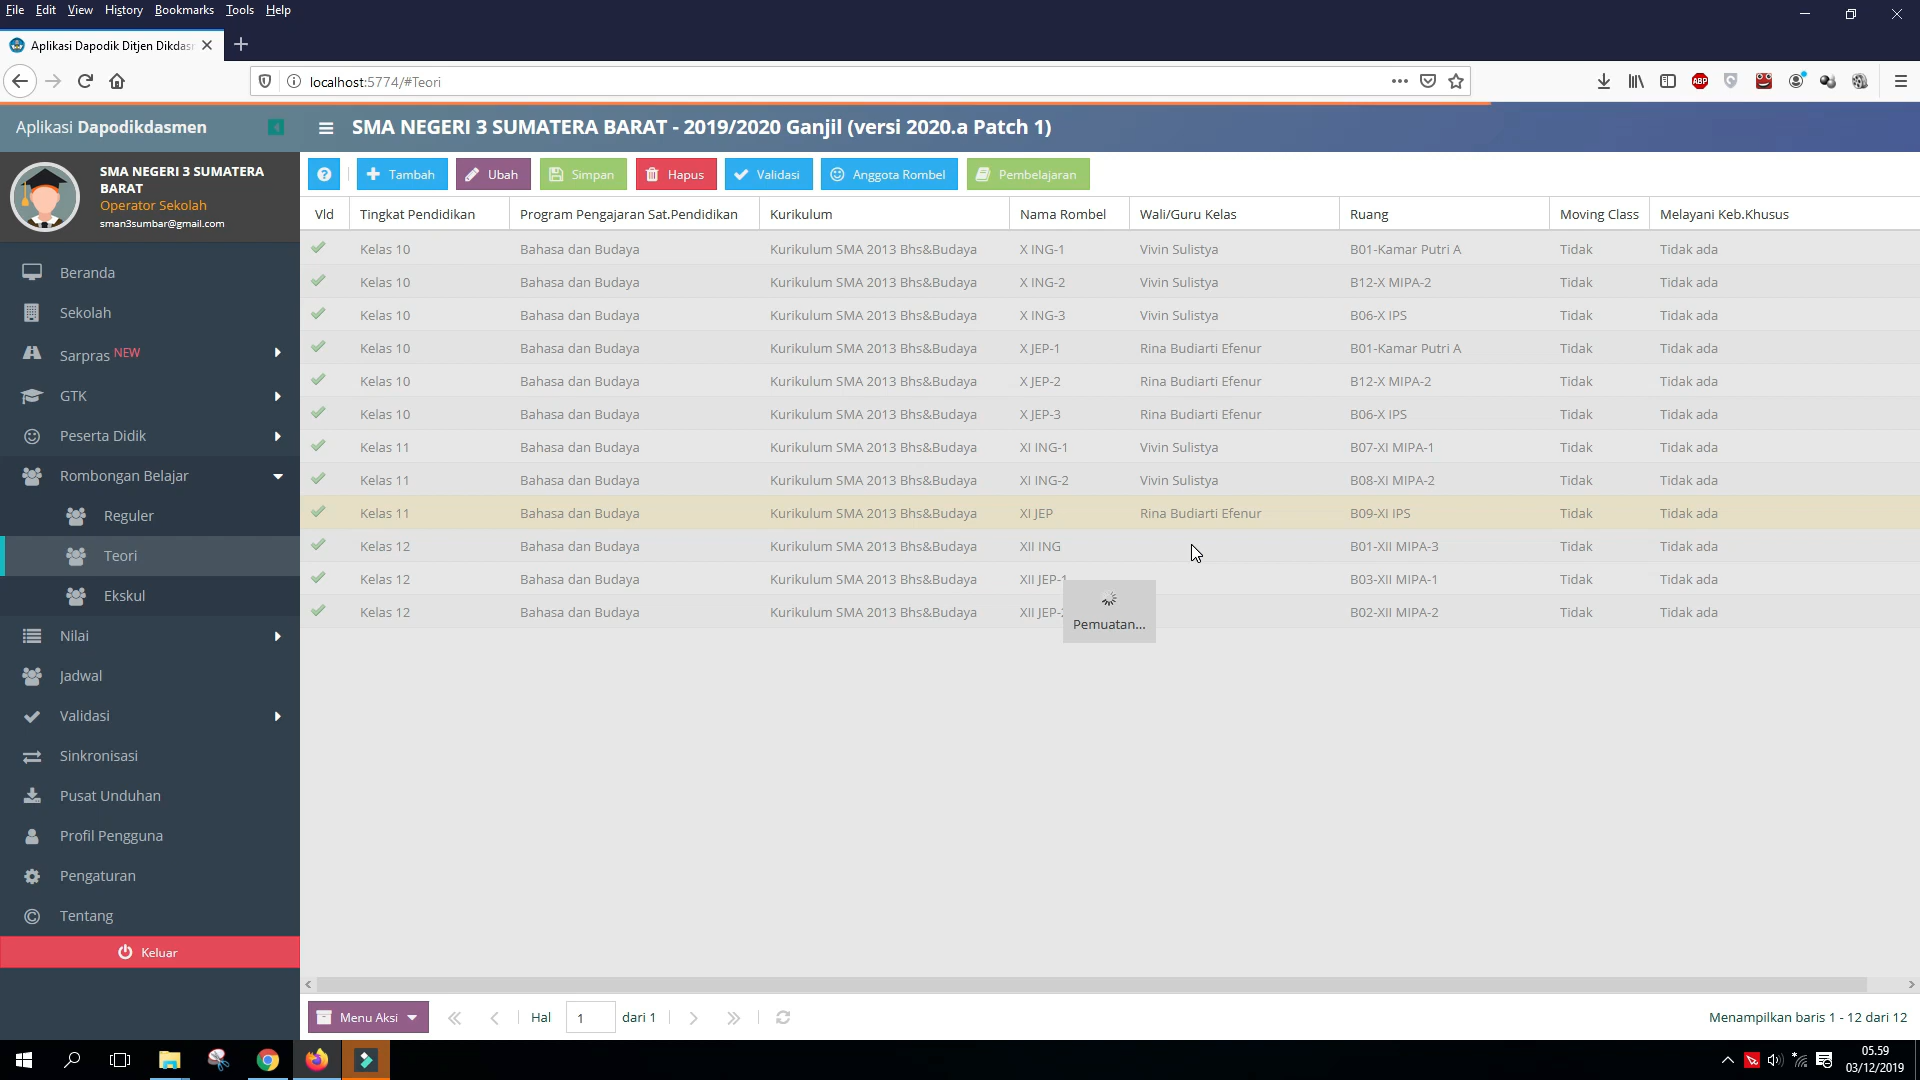 File Edit View History Bookmarks Tools Help
Aplikasi Dapodik Ditjen Dikdas
localhost:5774/#Teori
ABP
Aplikasi Dapodikdasmen
SMA NEGERI 3 SUMATERA BARAT - 2019/2020 Ganjil (versi 2020.a Patch 1)
SMA NEGERI 3 SUMATERA
BARAT
Operator Sekolah
sman3sumbar@gmail.com
Beranda
Sekolah
Sarpras NEW
GTK
Peserta Didik
Rombongan Belajar
Reguler
Teori
Ekskul
Nilai
Jadwal
Validasi
Sinkronisasi
Pusat Unduhan
Profil Pengguna
Pengaturan
Tentang
Keluar
? Tambah Ubah Simpan Hapus Validasi Anggota Rombel Pembelajaran
Vld Tingkat Pendidikan Program Pengajaran Sat.Pendidikan Kurikulum Nama Rombel Wali/Guru Kelas Ruang Moving Class Melayani Keb.Khusus
Kelas 10 Bahasa dan Budaya Kurikulum SMA 2013 Bhs&Budaya X ING-1 Vivin Sulistya B01-Kamar Putri A Tidak Tidak ada
Kelas 10 Bahasa dan Budaya Kurikulum SMA 2013 Bhs&Budaya X ING-2 Vivin Sulistya B12-X MIPA-2 Tidak Tidak ada
Kelas 10 Bahasa dan Budaya Kurikulum SMA 2013 Bhs&Budaya X ING-3 Vivin Sulistya B06-X IPS Tidak Tidak ada
Kelas 10 Bahasa dan Budaya Kurikulum SMA 2013 Bhs&Budaya X JEP-1 Rina Budiarti Efenur B01-Kamar Putri A Tidak Tidak ada
Kelas 10 Bahasa dan Budaya Kurikulum SMA 2013 Bhs&Budaya X JEP-2 Rina Budiarti Efenur B12-X MIPA-2 Tidak Tidak ada
Kelas 10 Bahasa dan Budaya Kurikulum SMA 2013 Bhs&Budaya X JEP-3 Rina Budiarti Efenur B06-X IPS Tidak Tidak ada
Kelas 11 Bahasa dan Budaya Kurikulum SMA 2013 Bhs&Budaya XI ING-1 Vivin Sulistya B07-XI MIPA-1 Tidak Tidak ada
Kelas 11 Bahasa dan Budaya Kurikulum SMA 2013 Bhs&Budaya XI ING-2 Vivin Sulistya B08-XI MIPA-2 Tidak Tidak ada
Kelas 11 Bahasa dan Budaya Kurikulum SMA 2013 Bhs&Budaya XI JEP Rina Budiarti Efenur B09-XI IPS Tidak Tidak ada
Kelas 12 Bahasa dan Budaya Kurikulum SMA 2013 Bhs&Budaya XII ING B01-XII MIPA-3 Tidak Tidak ada
Kelas 12 Bahasa dan Budaya Kurikulum SMA 2013 Bhs&Budaya XII JEP-1 B03-XII MIPA-1 Tidak Tidak ada
Kelas 12 Bahasa dan Budaya Kurikulum SMA 2013 Bhs&Budaya XII JEP-2 B02-XII MIPA-2 Tidak Tidak ada
Pemuatan...
Menu Aksi Hal 1 dari 1 Menampilkan baris 1 - 12 dari 12
05.59
03/12/2019